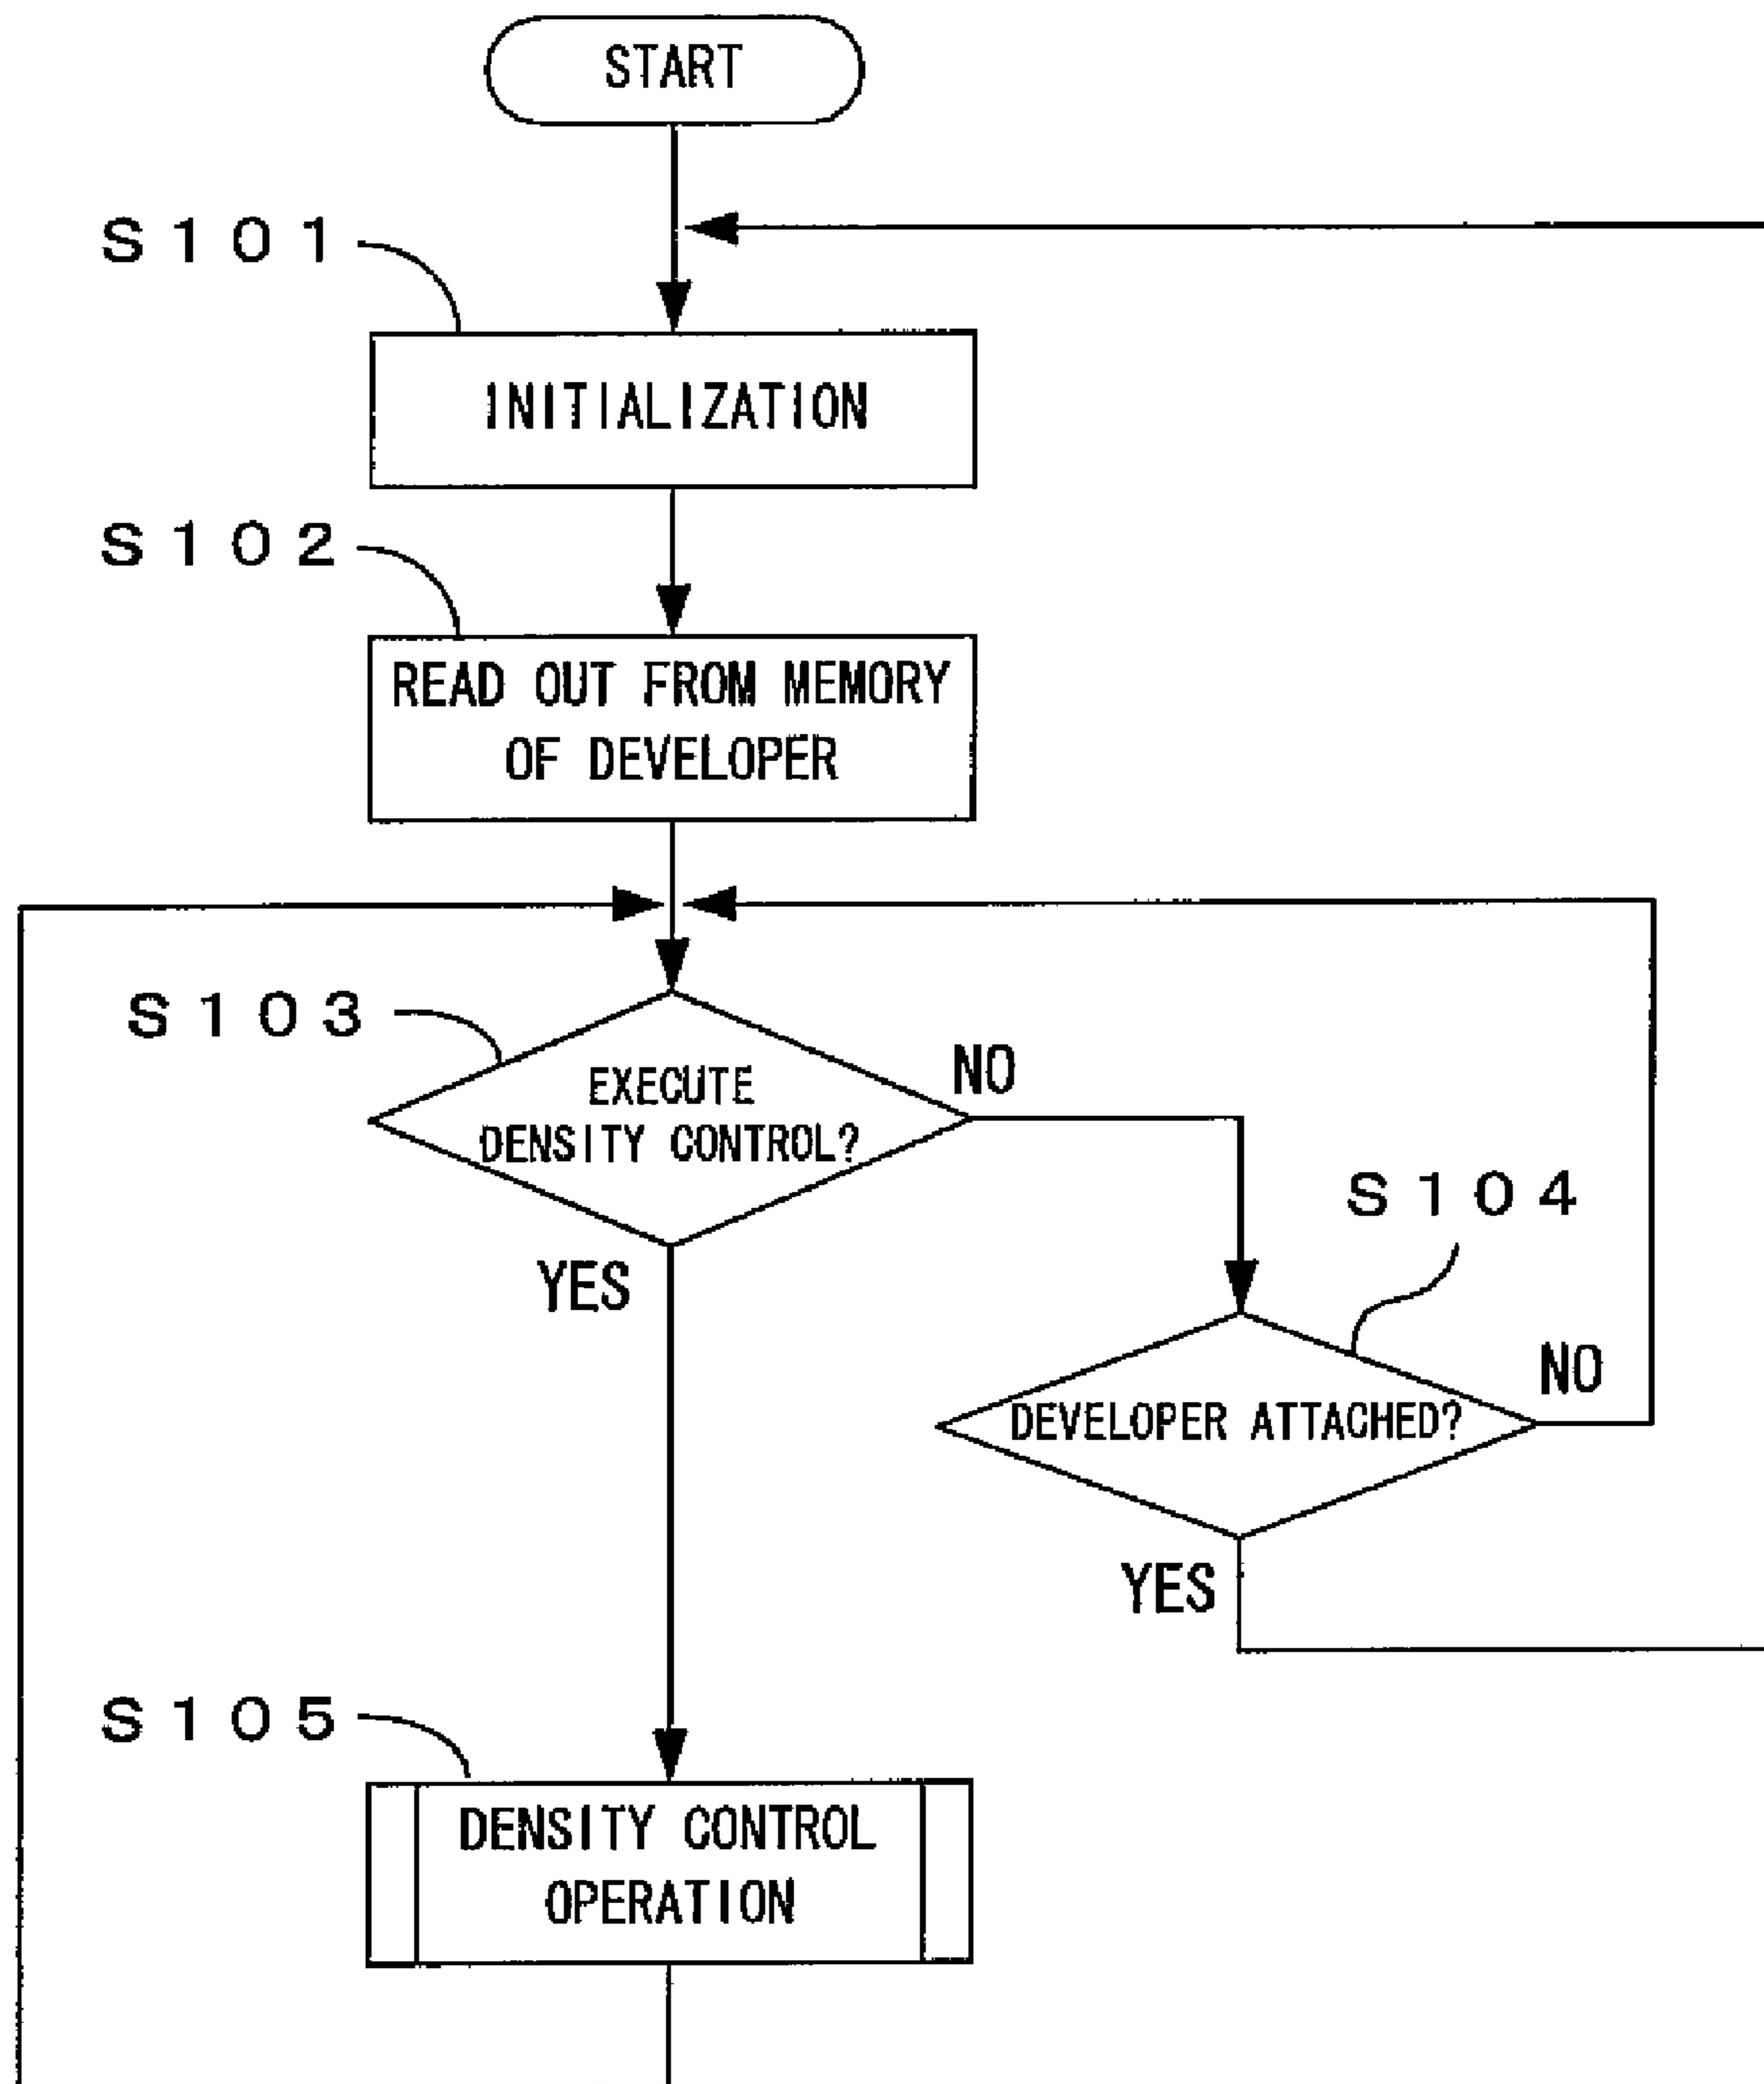 START
S101
INITIALIZATION
S102
READ OUT FROM MEMORY
OF DEVELOPER
S103
EXECUTE
DENSITY CONTROL?
NO
YES
S104
DEVELOPER ATTACHED?
NO
YES
S105
DENSITY CONTROL
OPERATION